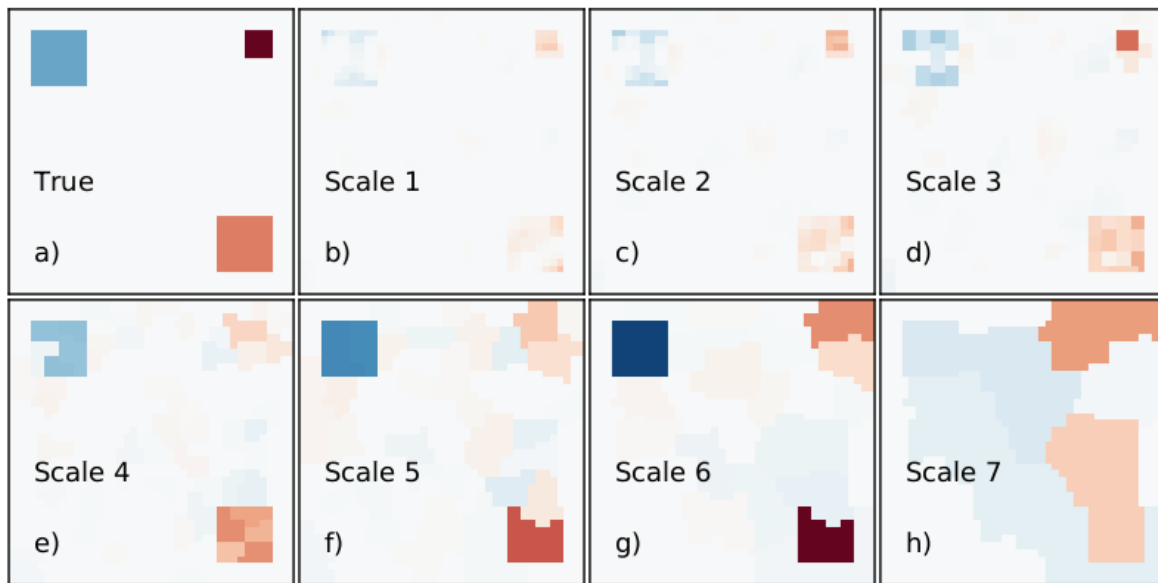 True
a)
Scale 1
b)
Scale 2
c)
Scale 3
d)
Scale 4
e)
Scale 5
f)
Scale 6
g)
Scale 7
h)